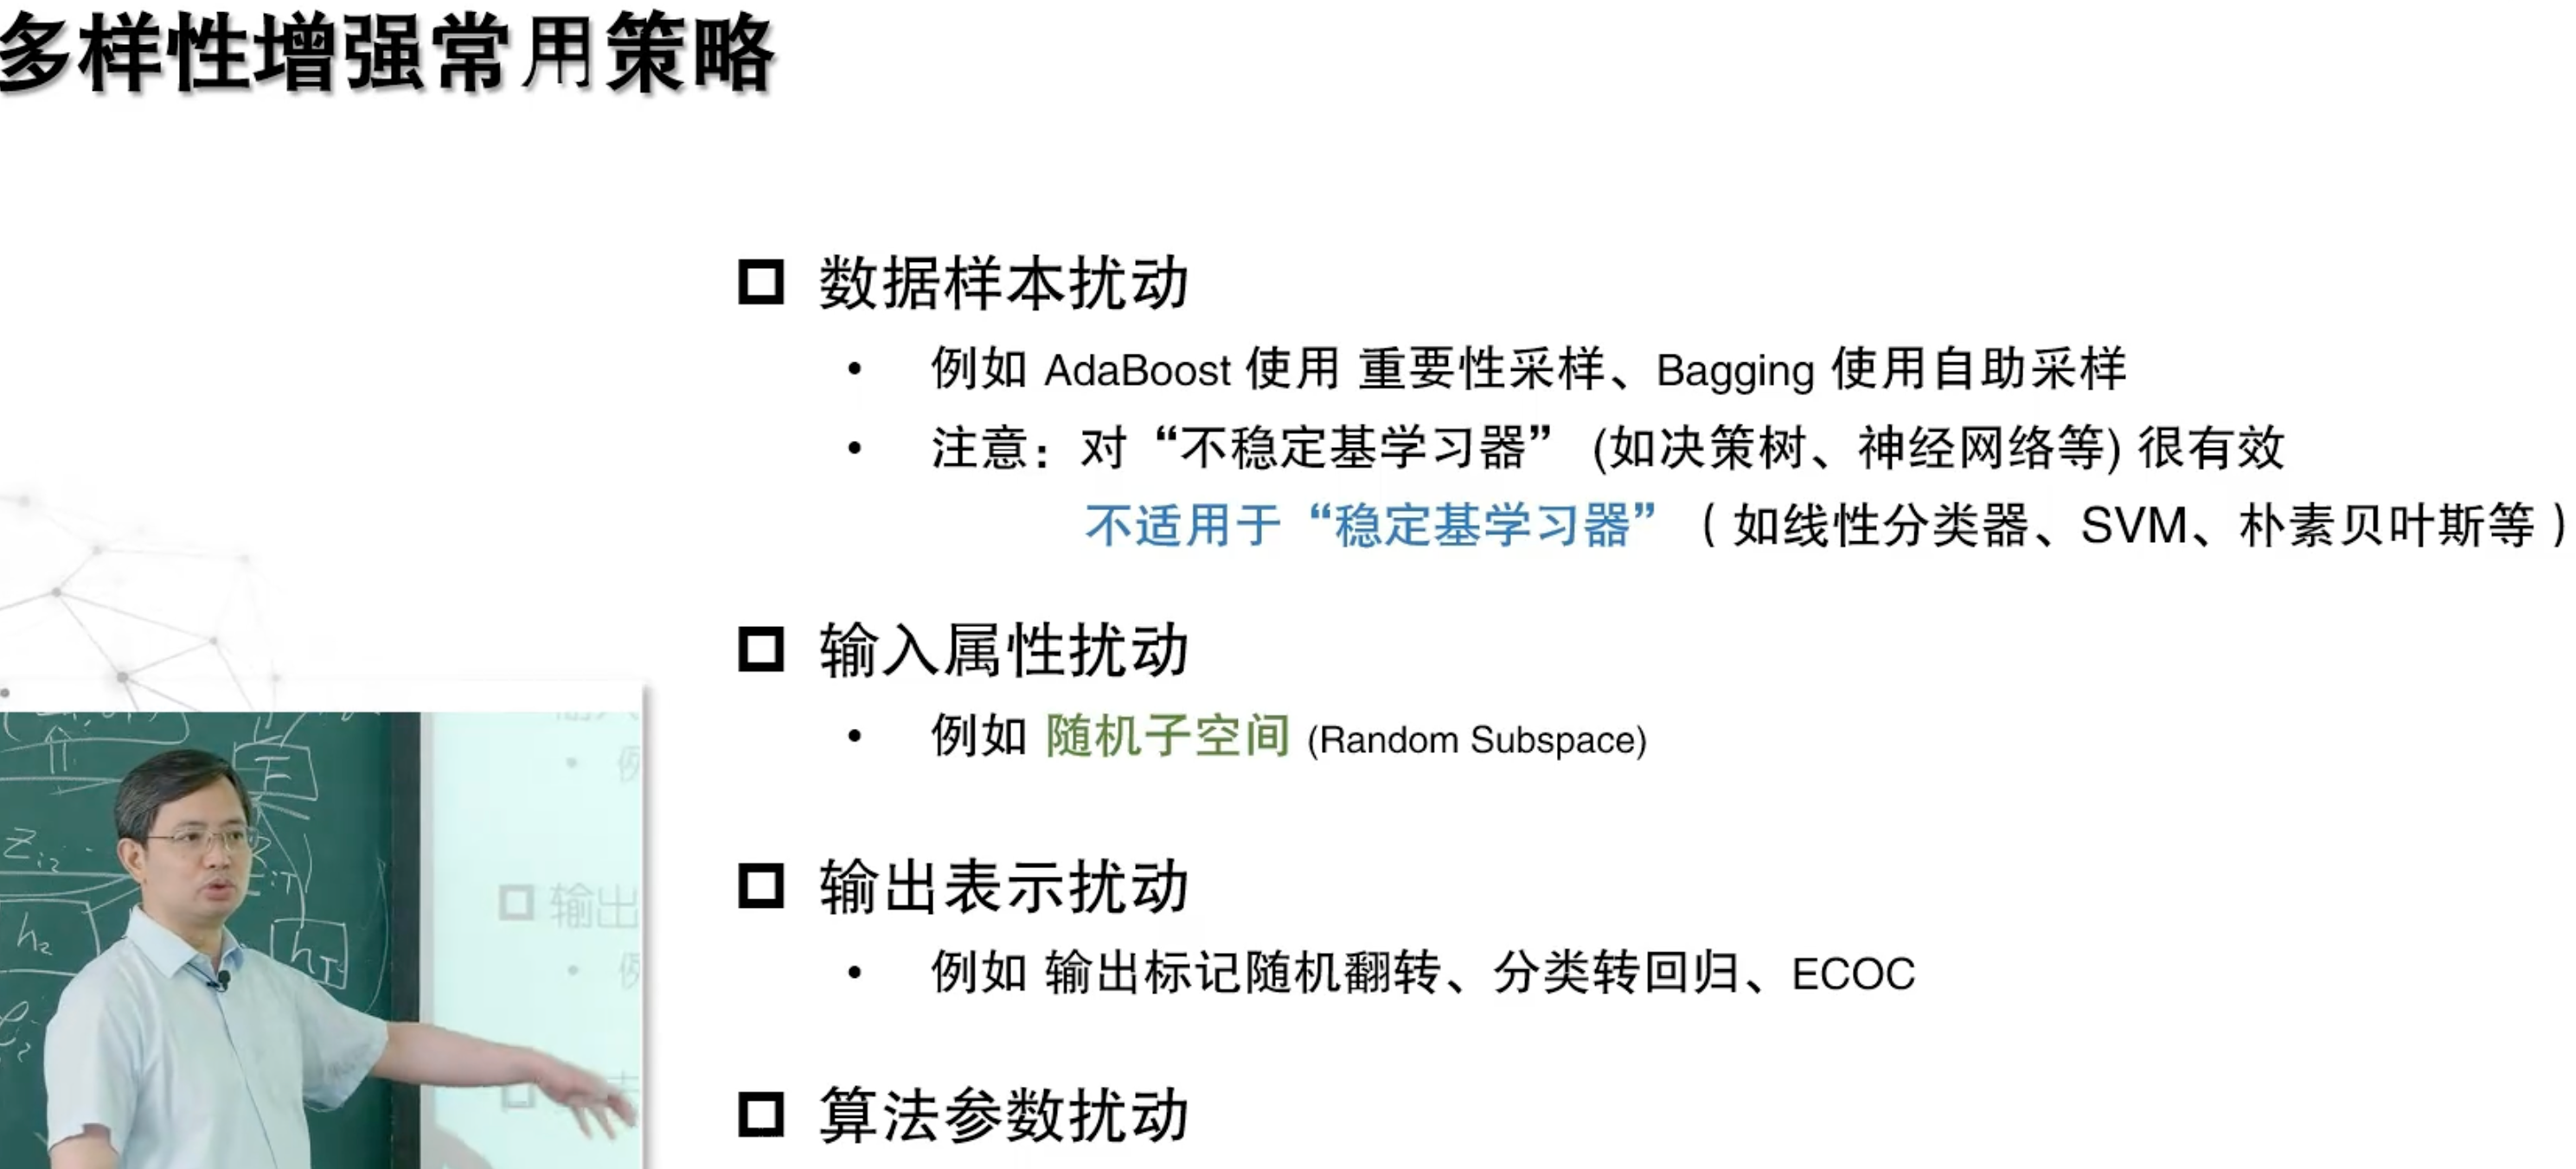 多样性增强常用策略
数据样本扰动
• 例如 AdaBoost 使用 重要性采样、Bagging 使用自助采样
• 注意：对“不稳定基学习器” (如决策树、神经网络等) 很有效
不适用于“稳定基学习器”（如线性分类器、SVM、朴素贝叶斯等）
输入属性扰动
• 例如 随机子空间 (Random Subspace)
输出表示扰动
• 例如 输出标记随机翻转、分类转回归、ECOC
算法参数扰动
Z i2
h2
hT
输出